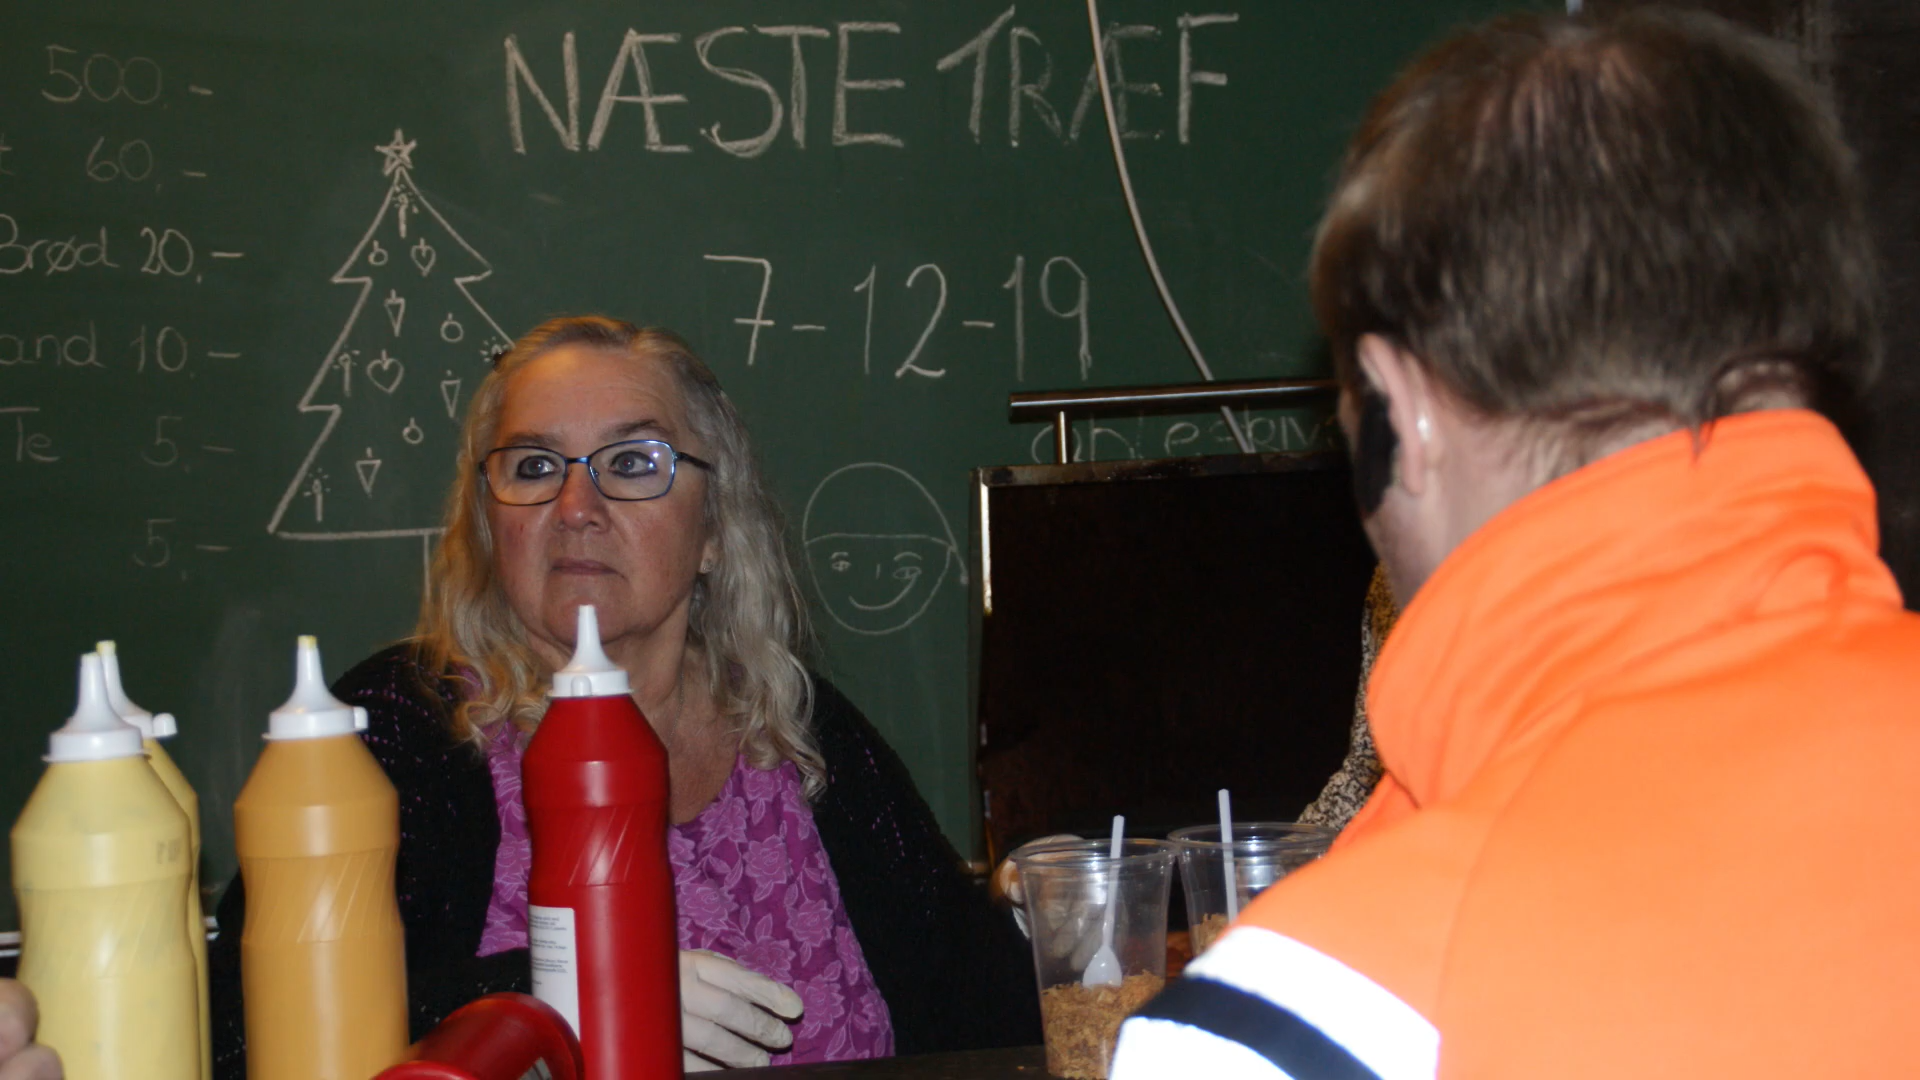 500.-
60,-
Brød 20,-
and 10.-
Te 5.-
5,-
NÆSTE TRÆF
7-12-19